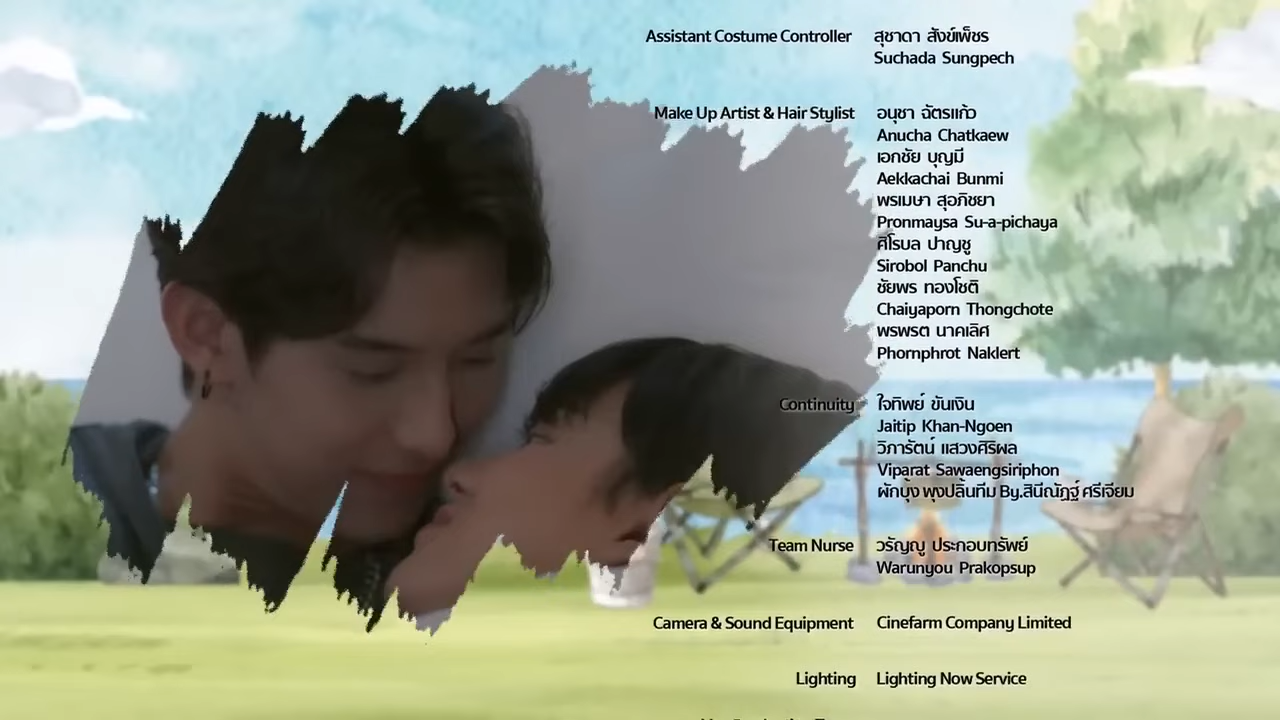 Assistant Costume Controller สุชาดา สังข์เพ็ชร
Suchada Sungpech
Make Up Artist & Hair Stylist อนุชา ฉัตรแก้ว
Anucha Chatkaew
เอกชัย บุญมี
Aekkachai Bunmi
พรเมษา สุอภิชยา
Pronmaysa Su-a-pichaya
ศิโรบล ปาญชู
Sirobol Panchu
ชัยพร ทองโชติ
Chaiyaporn Thongchote
พรพรต นาคเลิศ
Phornphrot Naklert
Continuity ใจทิพย์ ขันเงิน
Jaitip Khan-Ngoen
วิภารัตน์ แสวงศิริผล
Viparat Sawaengsiriphon
ผักบุ้ง พุงปลิ้นทีม By.สินีณัฏฐ์ ศรีเจียม
Team Nurse วรัญญู ประกอบทรัพย์
Warunyou Prakopsup
Camera & Sound Equipment Cinefarm Company Limited
Lighting Lighting Now Service